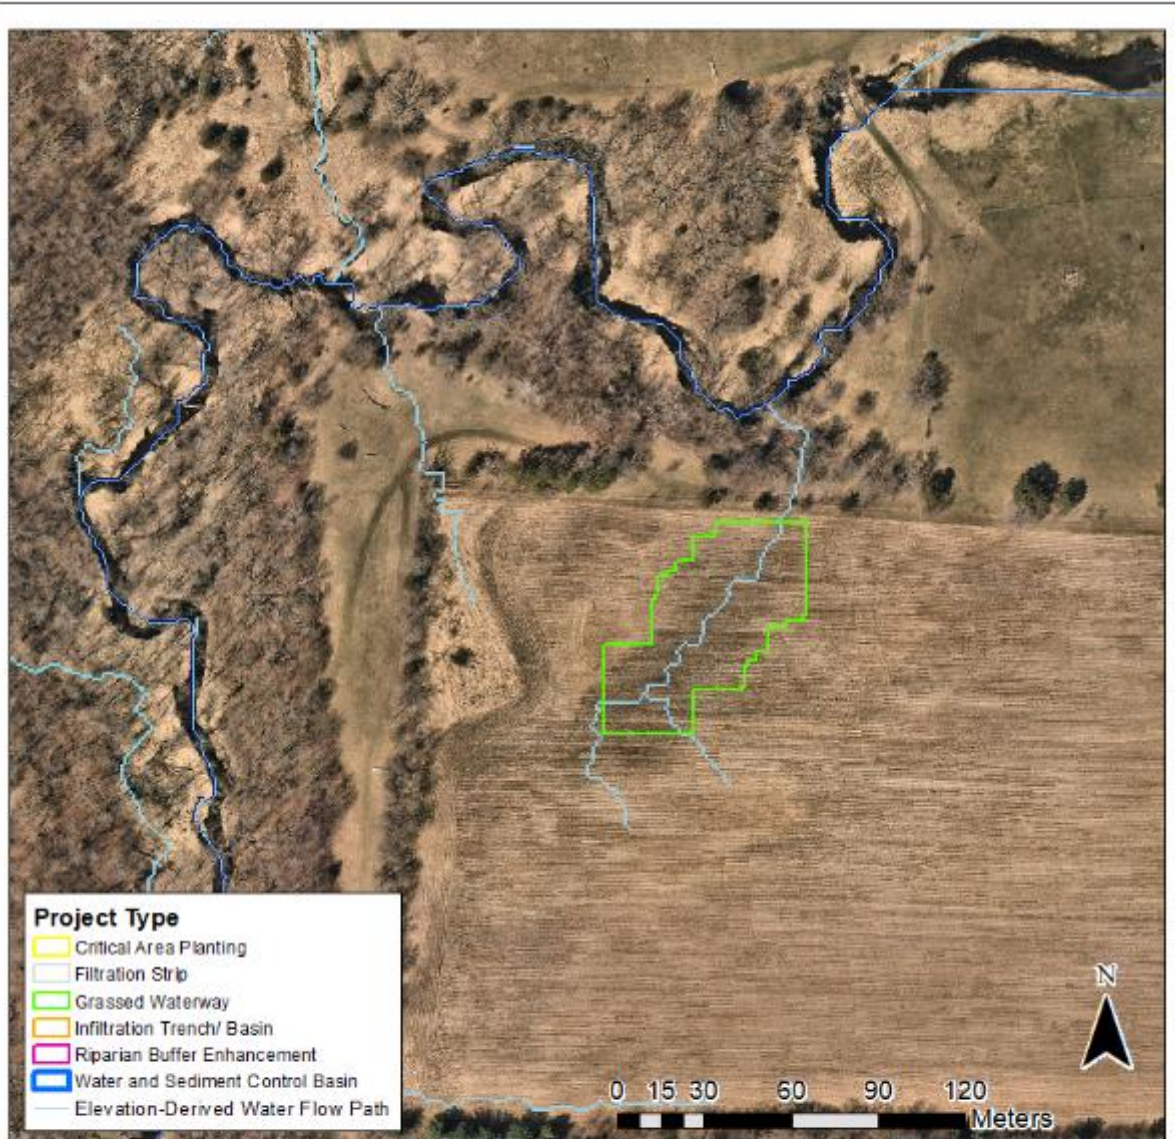 Project Type
Critical Area Planting
Filtration Strip
Grassed Waterway
Infiltration Trench/ Basin
Riparian Buffer Enhancement
Water and Sediment Control Basin
Elevation-Derived Water Flow Path
N
0 15 30 60 90 120
Meters